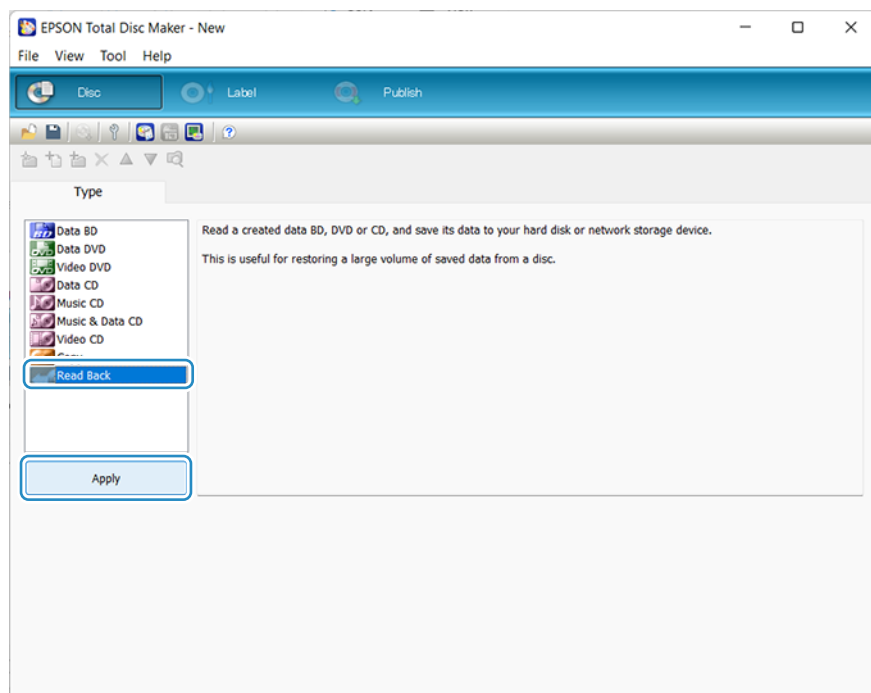 EPSON Total Disc Maker - New
File View Tool Help
Disc Label Publish
Type
Data BD
Data DVD
Video DVD
Data CD
Music CD
Music & Data CD
Video CD
Read Back
Apply
Read a created data BD, DVD or CD, and save its data to your hard disk or network storage device.
This is useful for restoring a large volume of saved data from a disc.